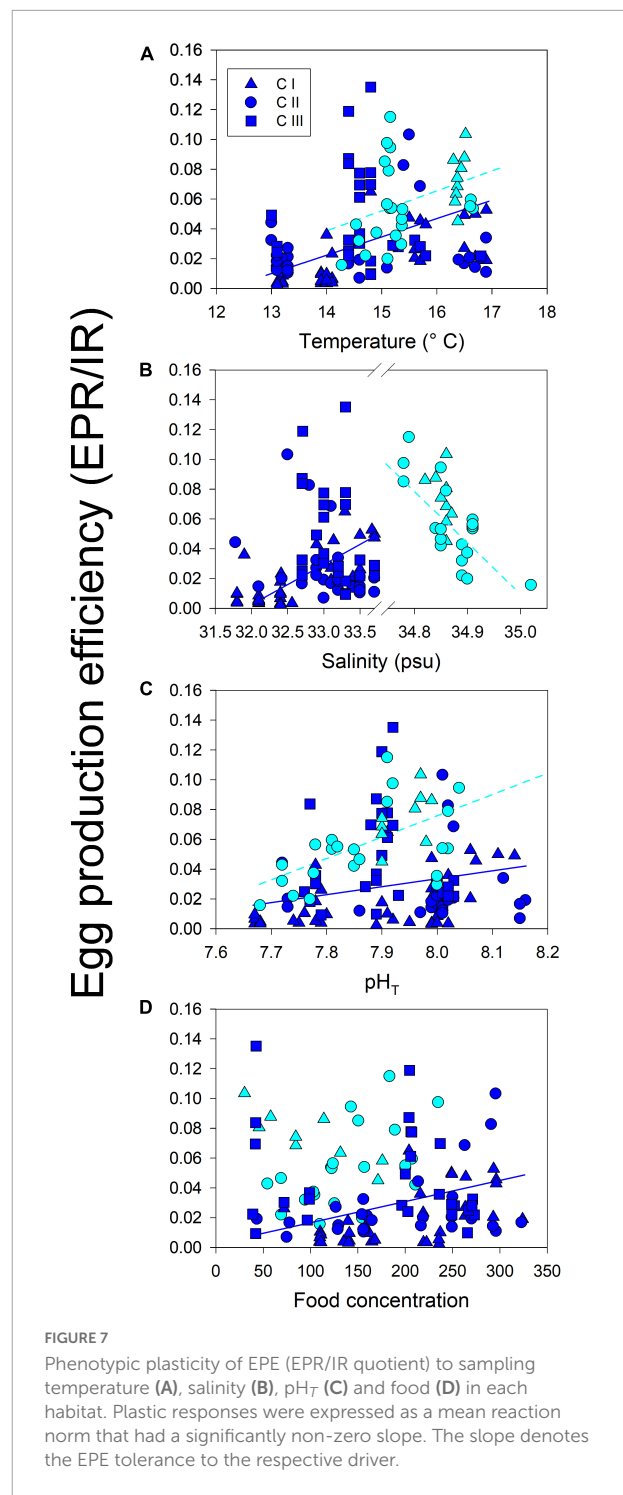 Egg production efficiency (EPR/IR)
A
0.16
0.14
0.12
0.10
0.08
0.06
0.04
0.02
0.00
C I
C II
C III
12 13 14 15 16 17 18
Temperature (° C)
B
0.16
0.14
0.12
0.10
0.08
0.06
0.04
0.02
0.00
31.5 32.0 32.5 33.0 33.5 34.8 34.9 35.0
Salinity (psu)
C
0.16
0.14
0.12
0.10
0.08
0.06
0.04
0.02
0.00
7.6 7.7 7.8 7.9 8.0 8.1 8.2
pHT
D
0.16
0.14
0.12
0.10
0.08
0.06
0.04
0.02
0.00
0 50 100 150 200 250 300 350
Food concentration
FIGURE 7
Phenotypic plasticity of EPE (EPR/IR quotient) to sampling
temperature (A), salinity (B), pHT (C) and food (D) in each
habitat. Plastic responses were expressed as a mean reaction
norm that had a significantly non-zero slope. The slope denotes
the EPE tolerance to the respective driver.